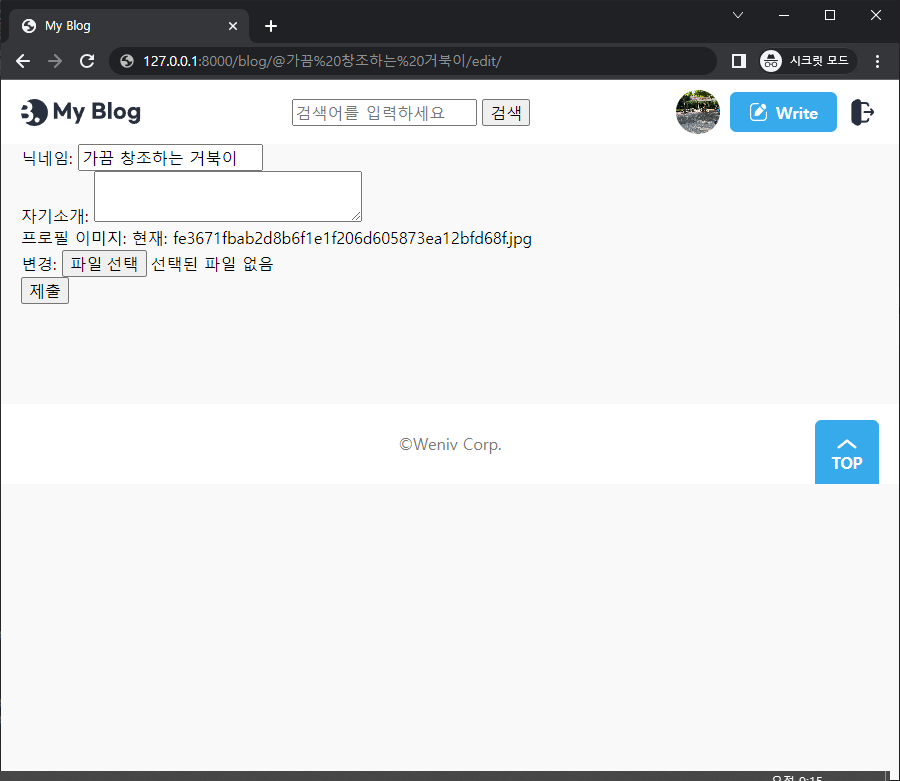 My Blog
127.0.0.1:8000/blog/@가끔%20창조하는%20거북이/edit/
시크릿 모드
My Blog
검색어를 입력하세요 검색
Write
닉네임: 가끔 창조하는 거북이
자기소개:
프로필 이미지: 현재: fe3671fbab2d8b6f1e1f206d605873ea12bfd68f.jpg
변경: 파일 선택 선택된 파일 없음
제출
©Weniv Corp.
TOP